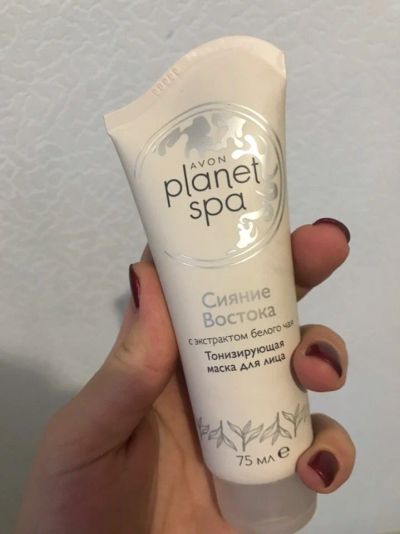 AVON
planet
spa
Сияние
Востока
с экстрактом белого чая
Тонизирующая
маска для лица
75 мл e